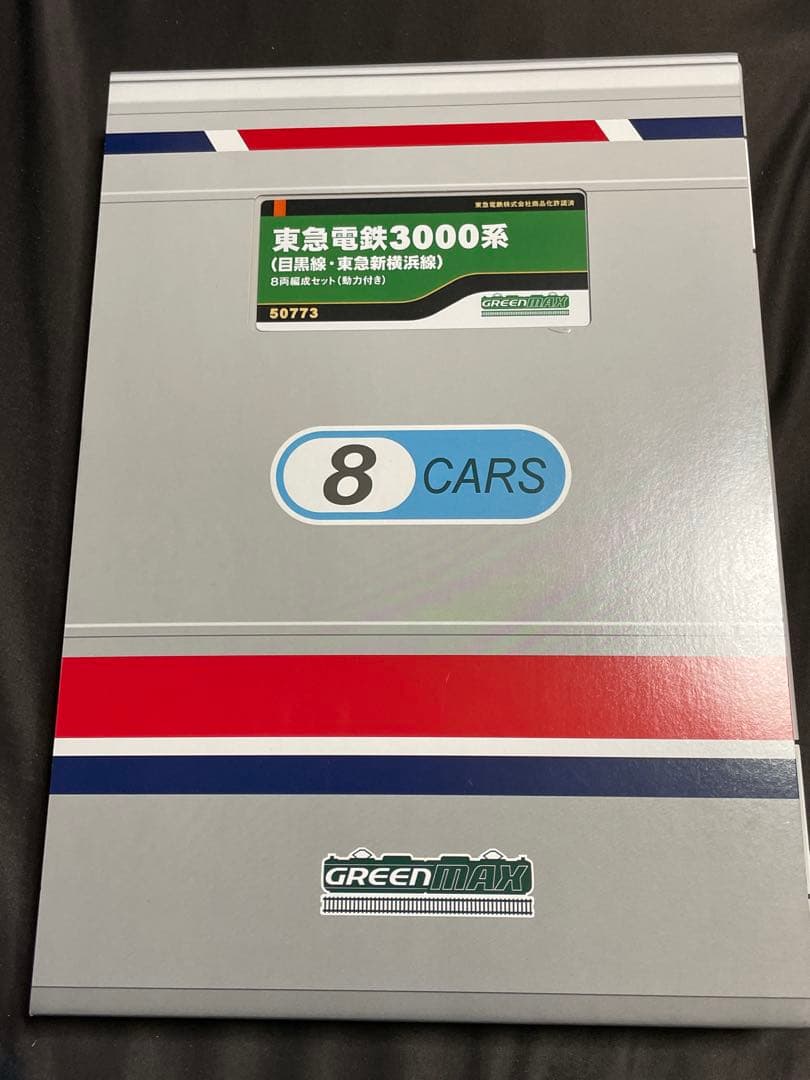 東急電鉄株式会社商品化許諾済
東急電鉄3000系
(目黒線・東急新横浜線)
8両編成セット(動力付き)
50773
GREENMAX
8 CARS
GREENMAX